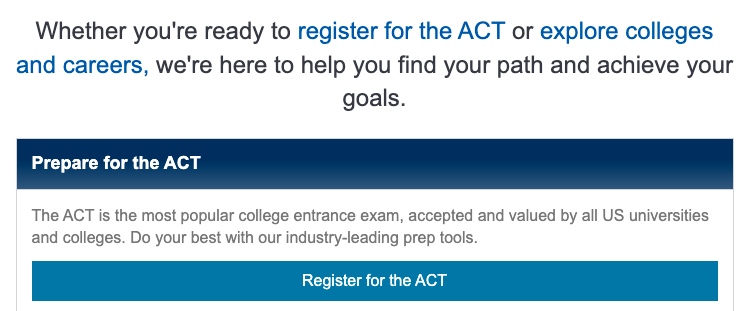 Whether you're ready to register for the ACT or explore colleges
and careers, we're here to help you find your path and achieve your
goals.
Prepare for the ACT
The ACT is the most popular college entrance exam, accepted and valued by all US universities
and colleges. Do your best with our industry-leading prep tools.
Register for the ACT